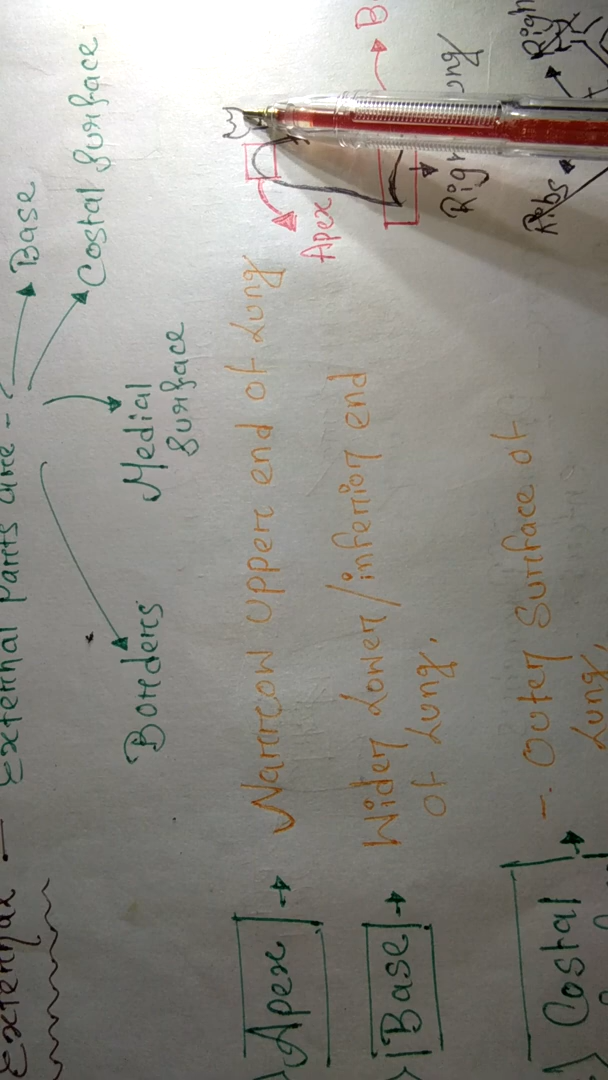 External - External Parts are -
Base
Costal Surface
Medial
Surface
Borders
Apex → Narrow Upper end of Lung
Apex
Base → Wider Lower/inferior end
of Lung.
Right
Ribs
Costal → - Outer Surface of
Lung.